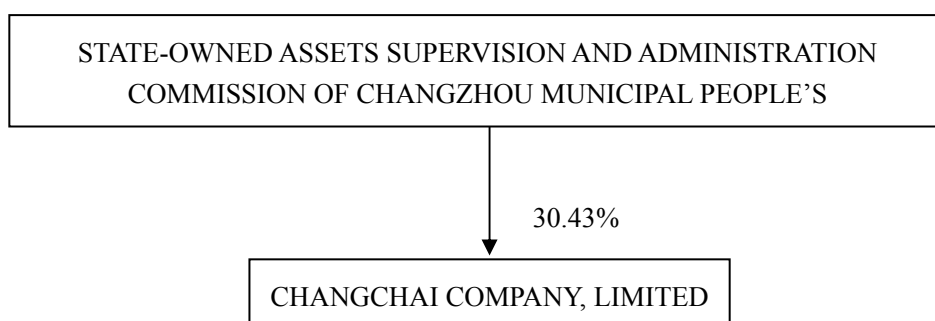 STATE-OWNED ASSETS SUPERVISION AND ADMINISTRATION
COMMISSION OF CHANGZHOU MUNICIPAL PEOPLE’S
30.43%
CHANGCHAI COMPANY, LIMITED